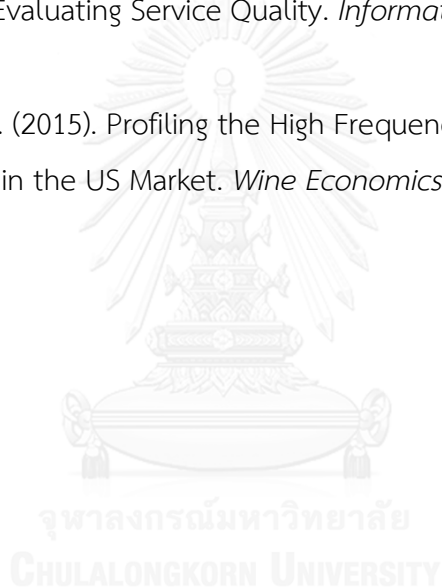 Evaluating Service Quality. Informat
. (2015). Profiling the High Frequenc
in the US Market. Wine Economics
จุฬาลงกรณ์มหาวิทยาลัย
CHULALONGKORN UNIVERSITY